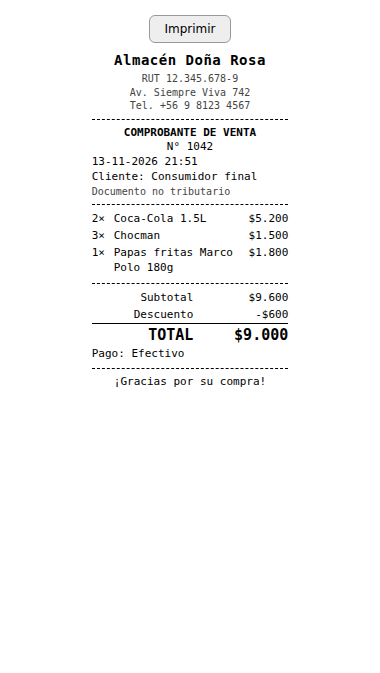 Imprimir
Almacén Doña Rosa
RUT 12.345.678-9
Av. Siempre Viva 742
Tel. +56 9 8123 4567
COMPROBANTE DE VENTA
N° 1042
13-11-2026 21:51
Cliente: Consumidor final
Documento no tributario
2× Coca-Cola 1.5L $5.200
3× Chocman $1.500
1× Papas fritas Marco $1.800
Polo 180g
Subtotal $9.600
Descuento -$600
TOTAL $9.000
Pago: Efectivo
¡Gracias por su compra!